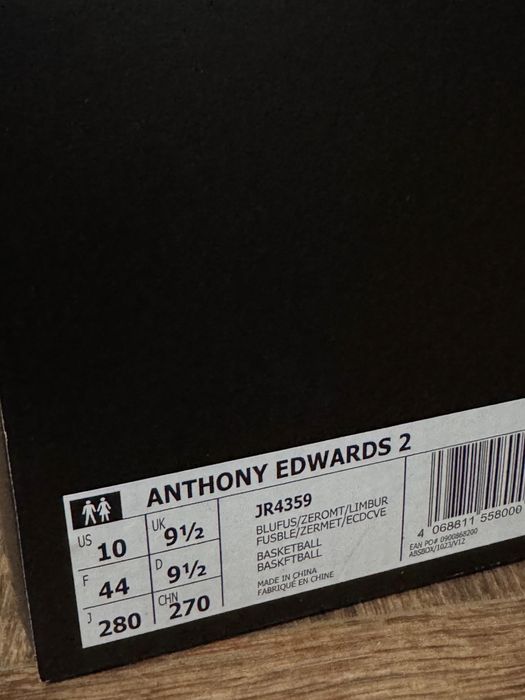 ANTHONY EDWARDS 2
US 10 UK 9½
F 44 D 9½
J 280 CHN 270
JR4359
BLUFUS/ZEROMT/LIMBUR
FUSBLE/ZERMET/ECDCVE
BASKETBALL
BASKFTBALL
MADE IN CHINA
FABRIQUÉ EN CHINE
4 068811 558000
EAN PO# 0900868200
ABSBOX/1023/V12